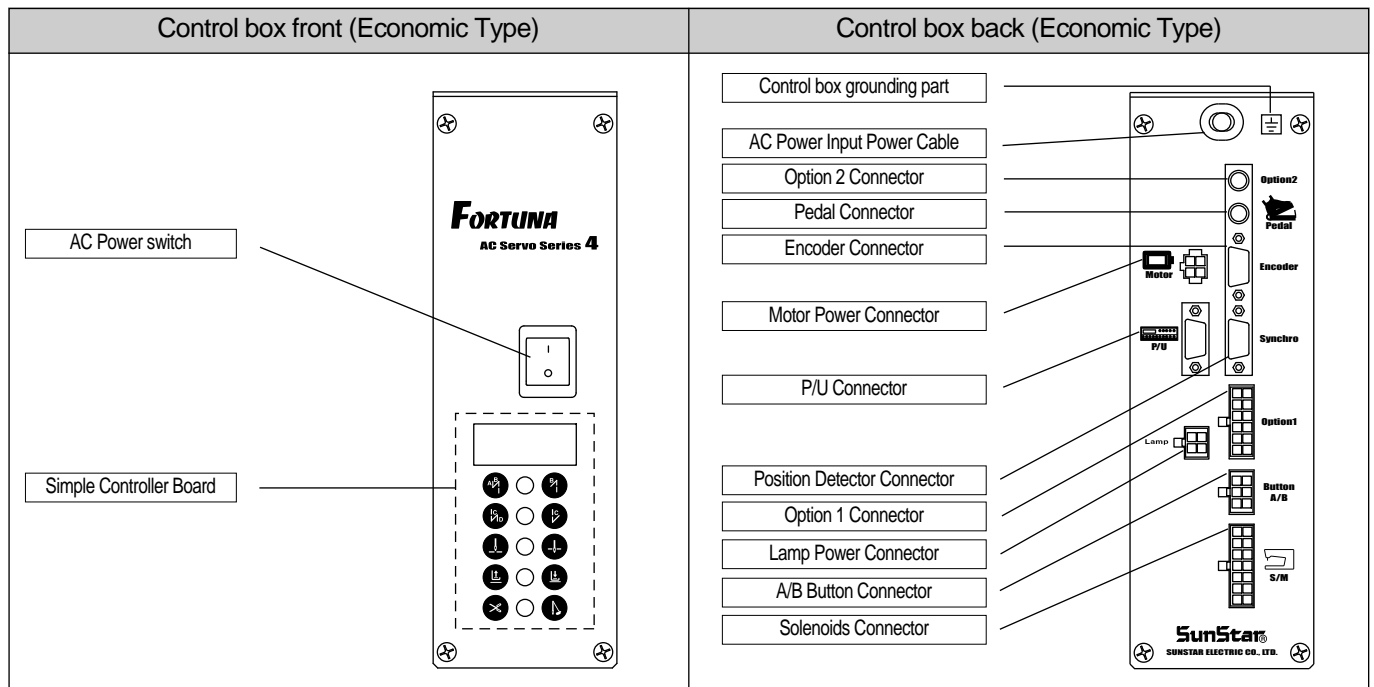 Control box front (Economic Type)
Control box back (Economic Type)
FORTUNA
AC Servo Series 4
AC Power switch
Simple Controller Board
Control box grounding part
AC Power Input Power Cable
Option 2 Connector
Pedal Connector
Encoder Connector
Motor Power Connector
P/U Connector
Position Detector Connector
Option 1 Connector
Lamp Power Connector
A/B Button Connector
Solenoids Connector
Option2
Pedal
Encoder
Motor
Synchro
P/U
Option1
Lamp
Button
A/B
S/M
SunStar®
SUNSTAR ELECTRIC CO., LTD.